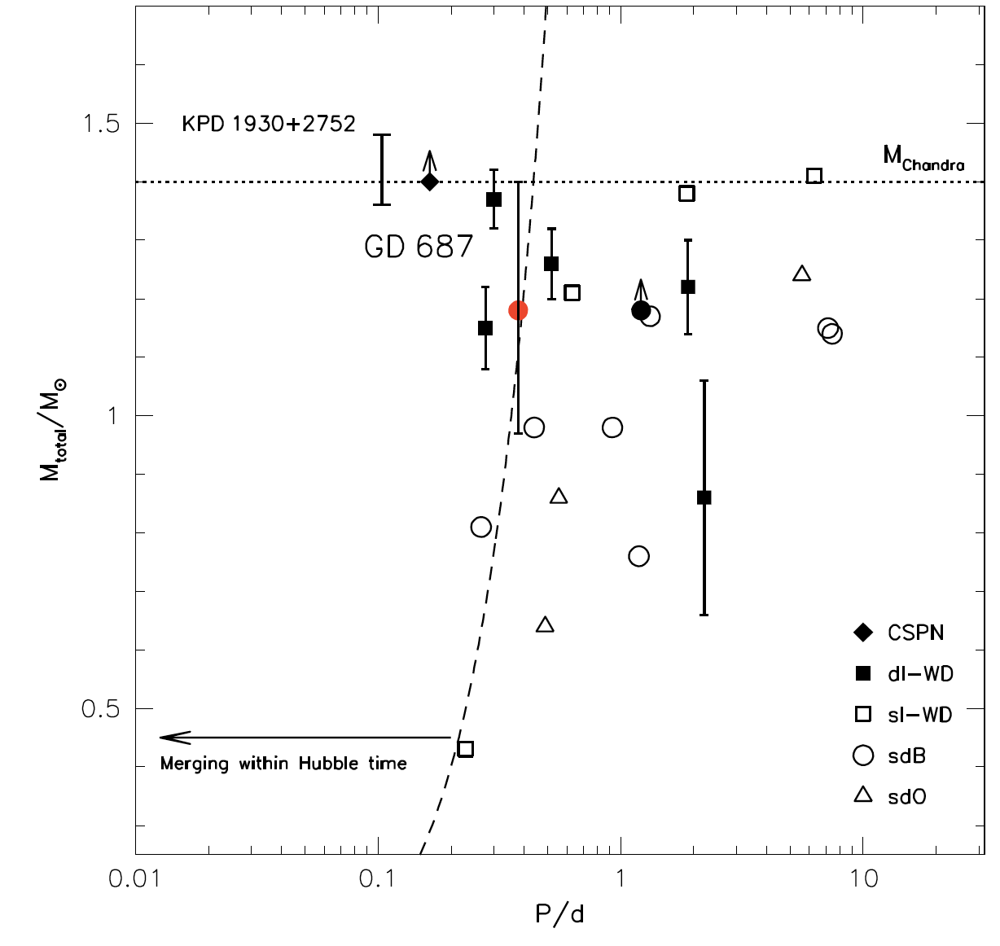 1.5
KPD 1930+2752
M_Chandra
GD 687
M_total/M_⊙
1
CSPN
dl-WD
sl-WD
sdB
sdO
0.5
Merging within Hubble time
0.01
0.1
1
10
P/d